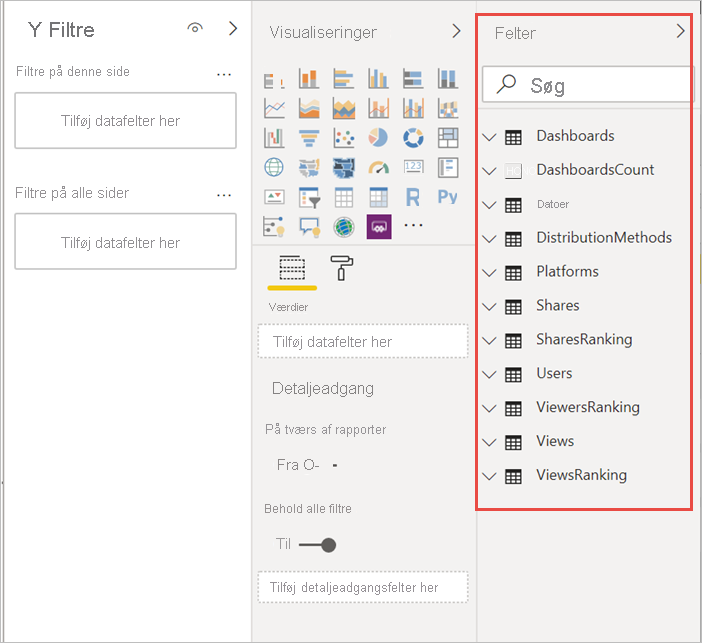 Y Filtre
Filtre på denne side
...
Tilføj datafelter her
Filtre på alle sider
...
Tilføj datafelter her
Visualiseringer
123
R
Py
...
Værdier
Tilføj datafelter her
Detaljeadgang
På tværs af rapporter
Fra O-
Behold alle filtre
Til
Tilføj detaljeadgangsfelter her
Felter
Søg
Dashboards
DashboardsCount
Datoer
DistributionMethods
Platforms
Shares
SharesRanking
Users
ViewersRanking
Views
ViewsRanking